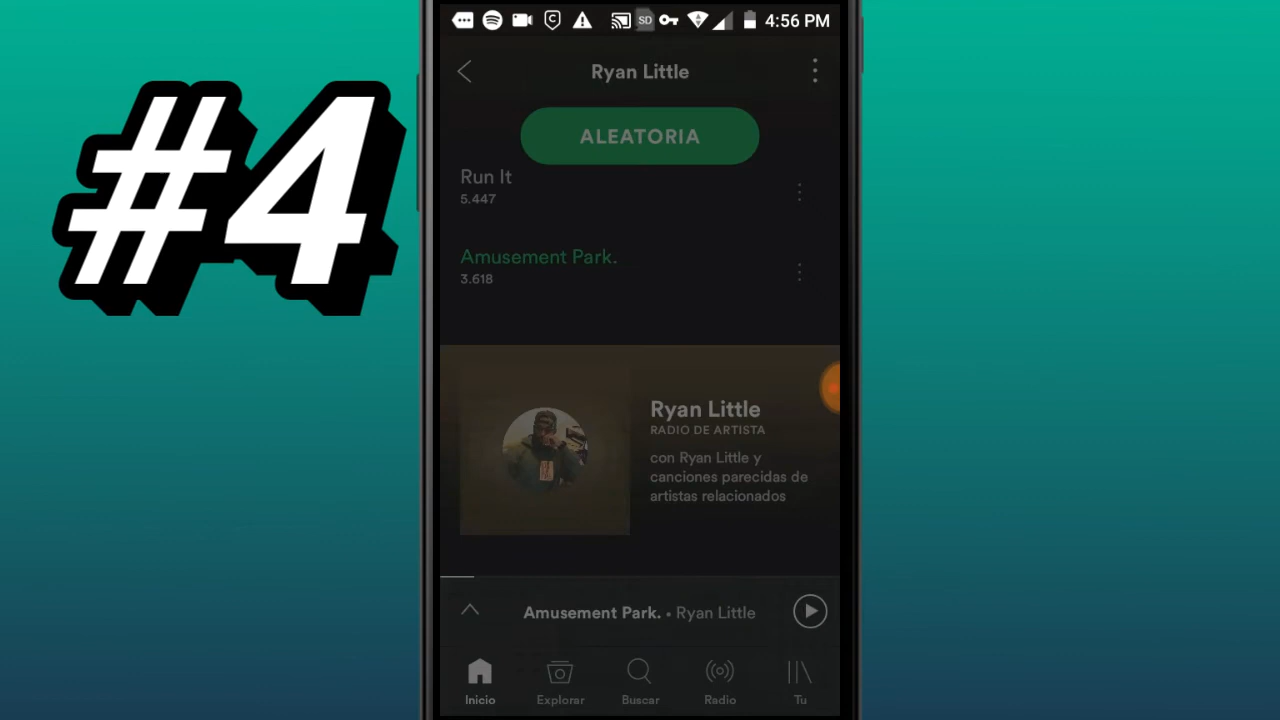 #4
SD 4:56 PM
Ryan Little
ALEATORIA
Run It
5.447
Amusement Park.
3.618
Ryan Little
RADIO DE ARTISTA
con Ryan Little y
canciones parecidas de
artistas relacionados
Amusement Park. • Ryan Little
Inicio Explorar Buscar Radio Tu